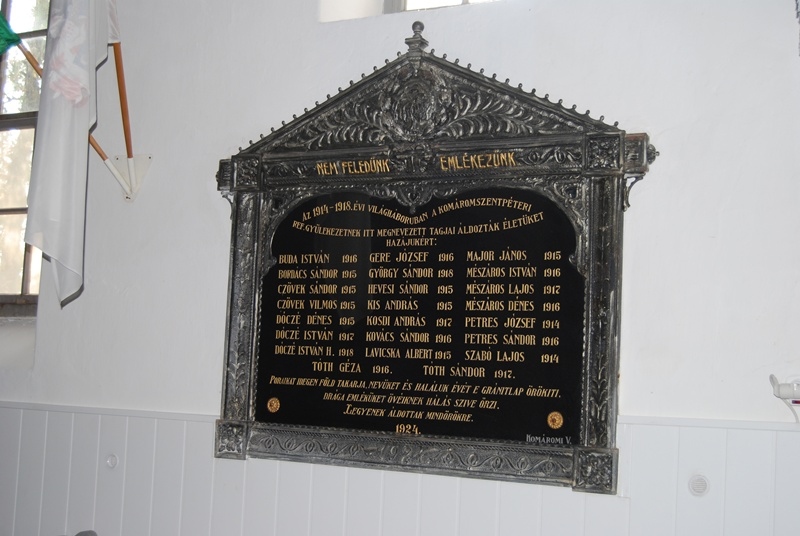 NEM FELEDÜNK EMLÉKEZÜNK
AZ 1914-1918. ÉVI VILÁGHÁBORUBAN A KOMÁROMSZENTPÉTERI
REF. GYÜLEKEZETNEK ITT MEGNEVEZETT TAGJAI ÁLDOZTÁK ÉLETÜKET
HAZÁJUKÉRT:
BUDA ISTVÁN 1916 GERE JÓZSEF 1916 MAJOR JÁNOS 1915
BORBÁCS SÁNDOR 1915 GYÖRGY SÁNDOR 1918 MÉSZÁROS ISTVÁN 1916
CZÖVEK SÁNDOR 1915 HEVESI SÁNDOR 1915 MÉSZÁROS LAJOS 1917
CZÖVEK VILMOS 1915 KIS ANDRÁS 1915 MÉSZÁROS DÉNES 1916
DÓCZÉ DÉNES 1915 KOSDI ANDRÁS 1917 PETRES JÓZSEF 1914
DÓCZÉ ISTVÁN 1917 KOVÁCS SÁNDOR 1916 PETRES SÁNDOR 1916
DÓCZÉ ISTVÁN H. 1918 LAVICSKA ALBERT 1915 SZABÓ LAJOS 1914
TÓTH GÉZA 1916. TÓTH SÁNDOR 1917.
PORAIKAT IDEGEN FÖLD TAKARJA, NEVÜKET ÉS HALÁLUK ÉVÉT E GRÁNITLAP ÖRÖKITI.
DRÁGA EMLÉKÜKET ÖVÉIKNEK HÁLÁS SZIVE ŐRZI.
LEGYENEK ÁLDOTTAK MINDÖRÖKRE.
1924.
KOMÁROMI V.